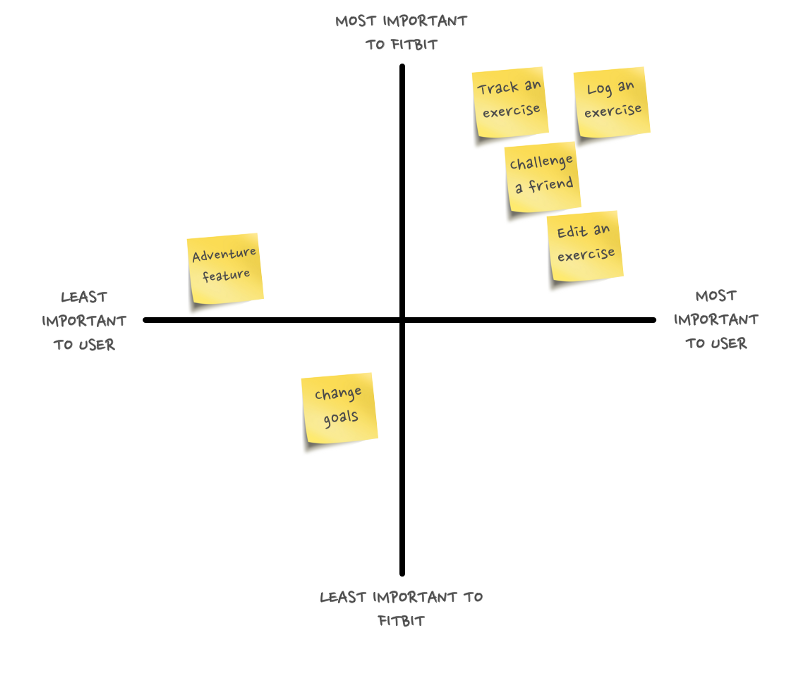 MOST IMPORTANT
TO FITBIT
Track an
exercise
Log an
exercise
Challenge
a friend
Edit an
exercise
Adventure
feature
LEAST
IMPORTANT
TO USER
MOST
IMPORTANT
TO USER
Change
goals
LEAST IMPORTANT TO
FITBIT